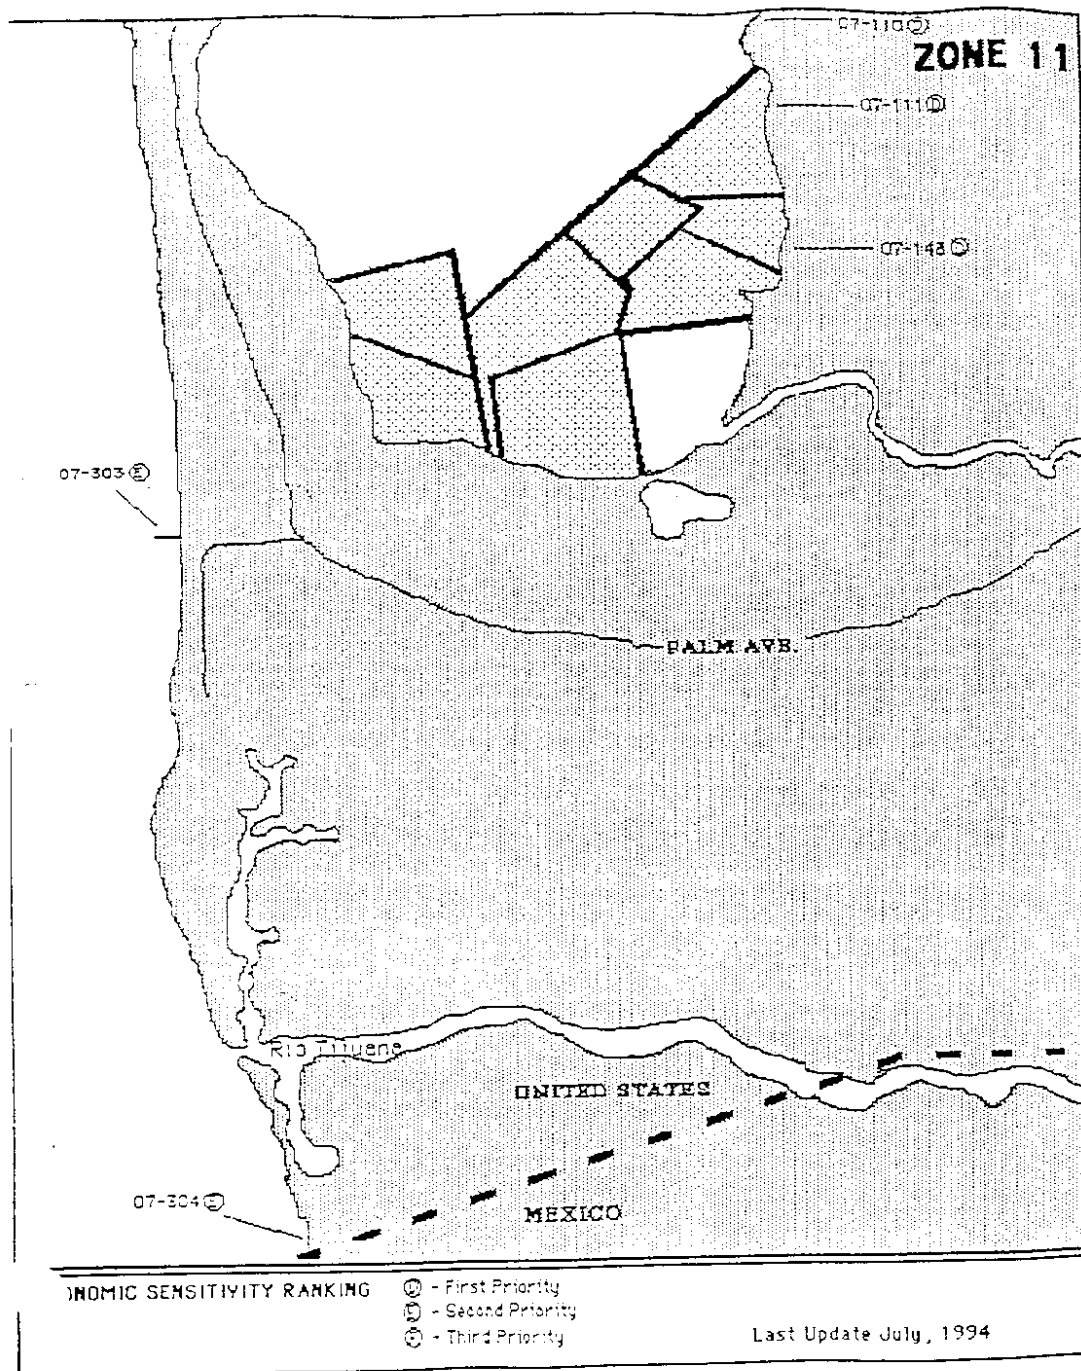 07-110
ZONE 11
07-111 Ⓓ
07-148
07-303 Ⓔ
PALM AVE.
Rio Tijuana
UNITED STATES
07-304 Ⓔ
MEXICO
NOMIC SENSITIVITY RANKING
- First Priority
- Second Priority
- Third Priority
Last Update July, 1994